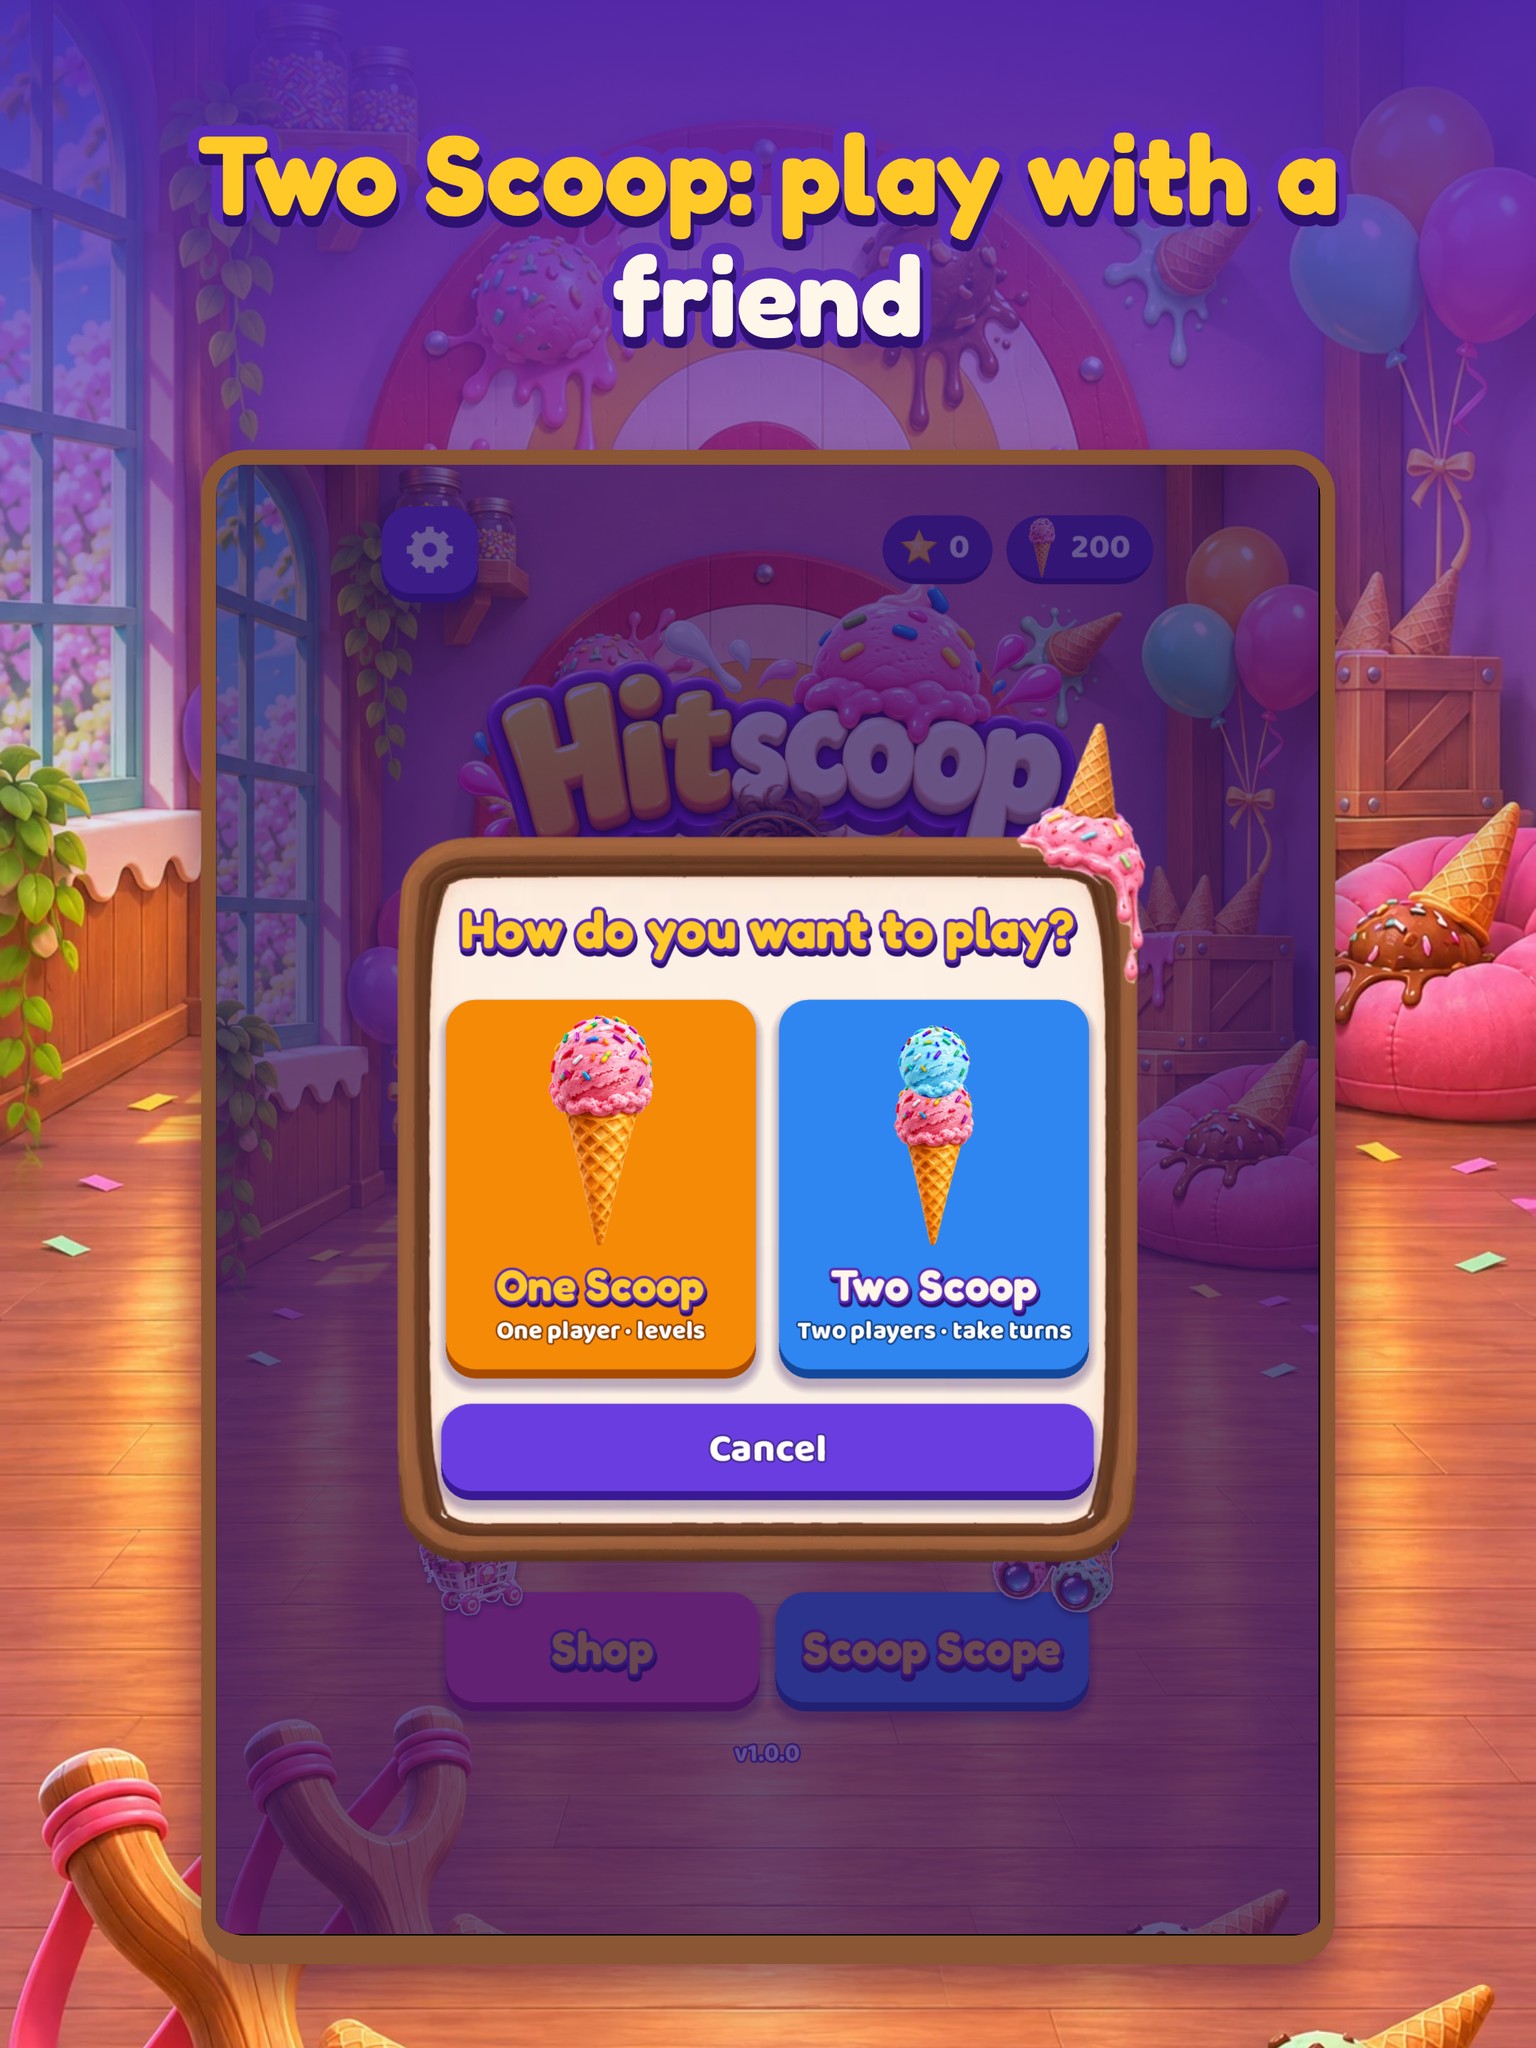 Two Scoop: play with a
friend
0
200
Hitscoop
How do you want to play?
One Scoop
One player · levels
Two Scoop
Two players · take turns
Cancel
Shop
Scoop Scope
v1.0.0